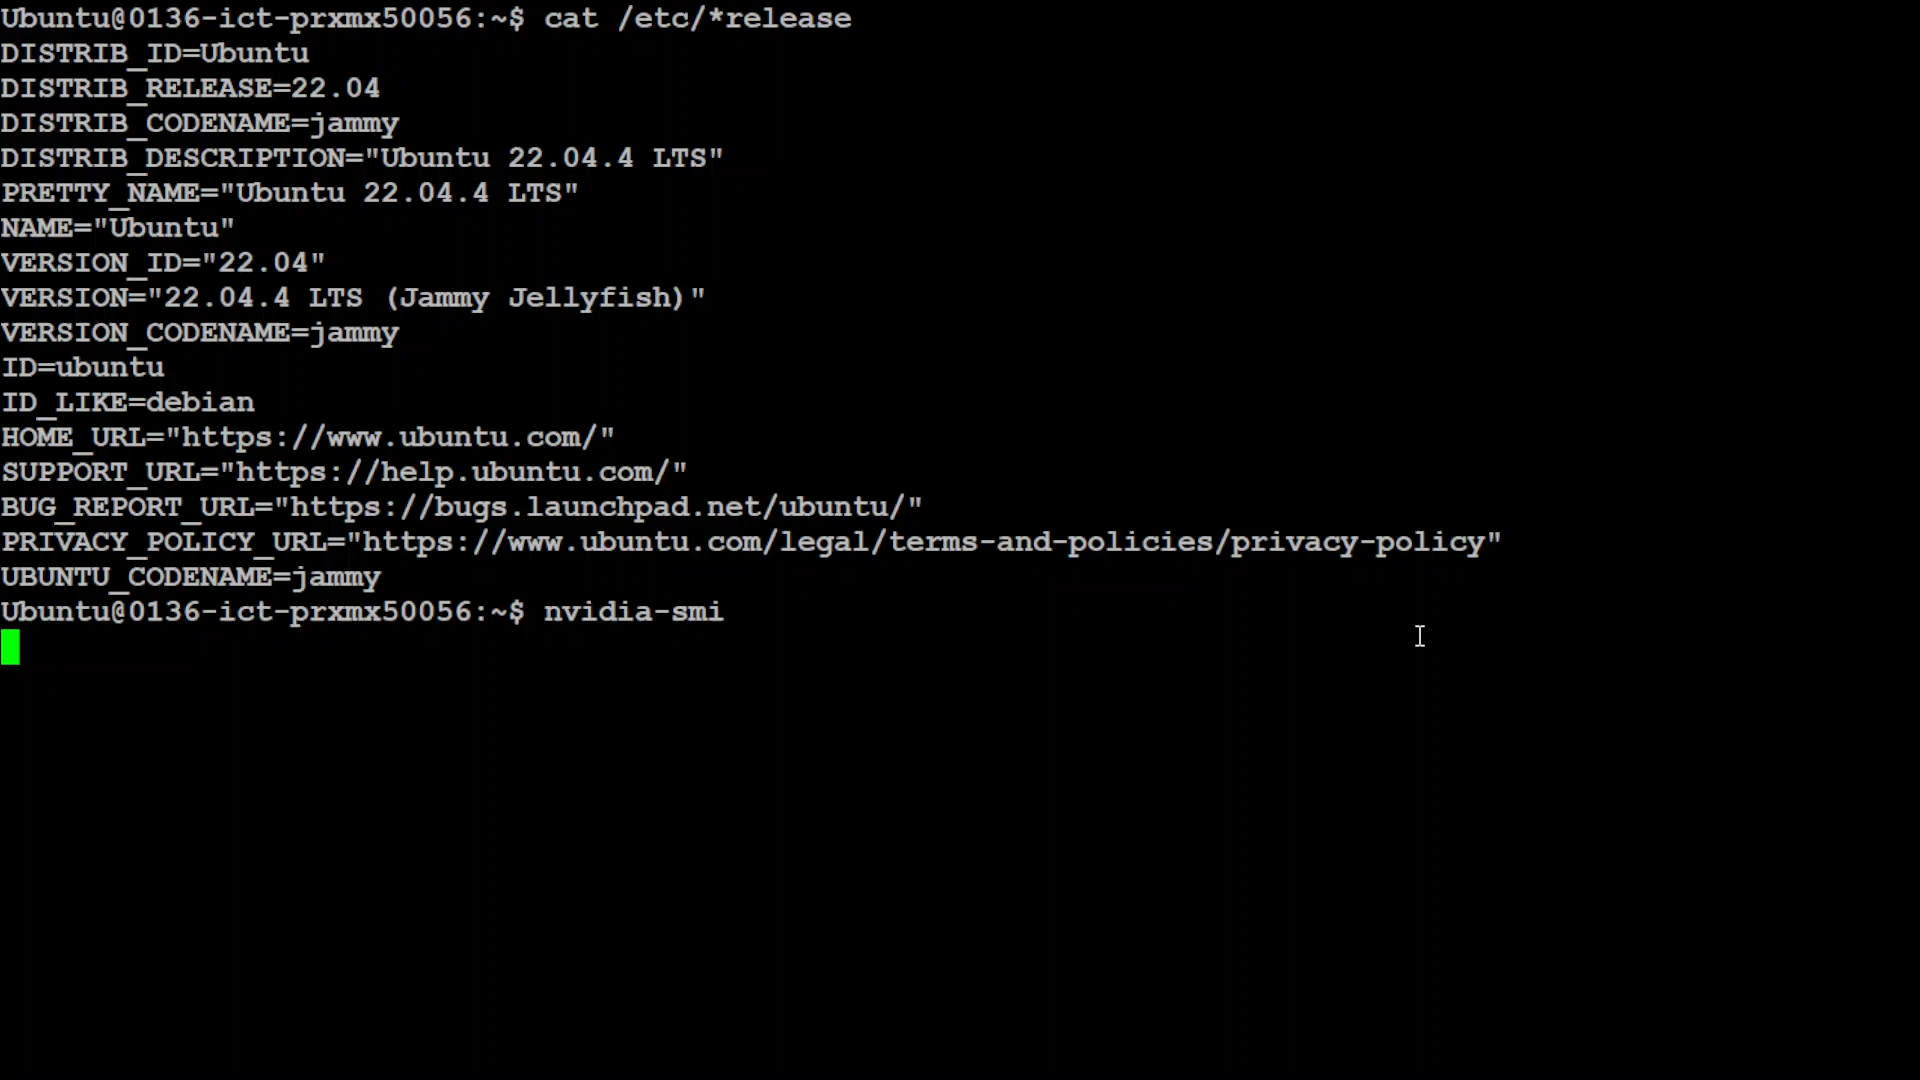 Ubuntu@0136-ict-prxmx50056:~$ cat /etc/*release
DISTRIB_ID=Ubuntu
DISTRIB_RELEASE=22.04
DISTRIB_CODENAME=jammy
DISTRIB_DESCRIPTION="Ubuntu 22.04.4 LTS"
PRETTY_NAME="Ubuntu 22.04.4 LTS"
NAME="Ubuntu"
VERSION_ID="22.04"
VERSION="22.04.4 LTS (Jammy Jellyfish)"
VERSION_CODENAME=jammy
ID=ubuntu
ID_LIKE=debian
HOME_URL="https://www.ubuntu.com/"
SUPPORT_URL="https://help.ubuntu.com/"
BUG_REPORT_URL="https://bugs.launchpad.net/ubuntu/"
PRIVACY_POLICY_URL="https://www.ubuntu.com/legal/terms-and-policies/privacy-policy"
UBUNTU_CODENAME=jammy
Ubuntu@0136-ict-prxmx50056:~$ nvidia-smi